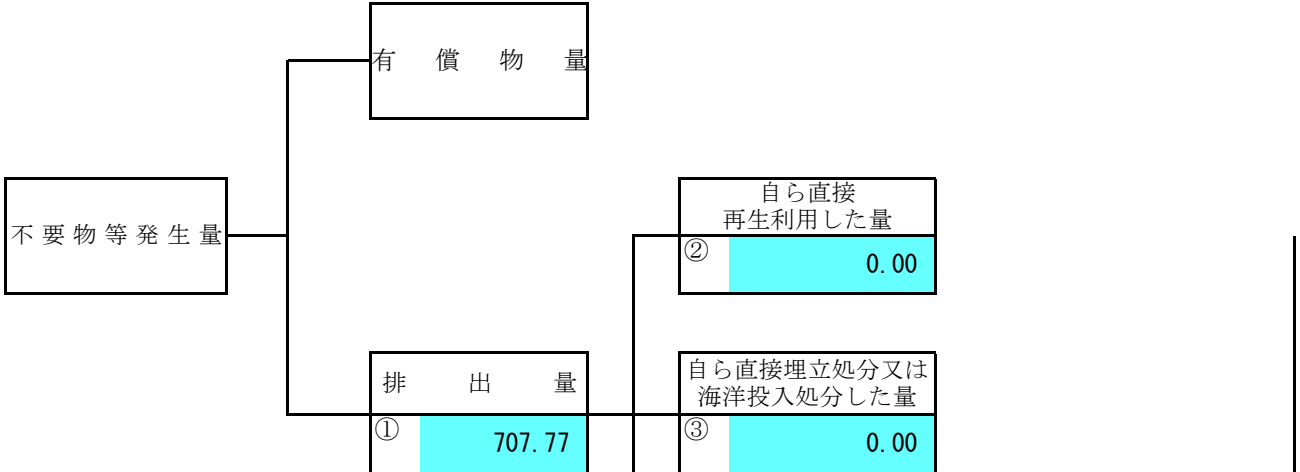 有償物量
不要物等発生量
自ら直接
再生利用した量
② 0.00
排出量
① 707.77
自ら直接埋立処分又は
海洋投入処分した量
③ 0.00